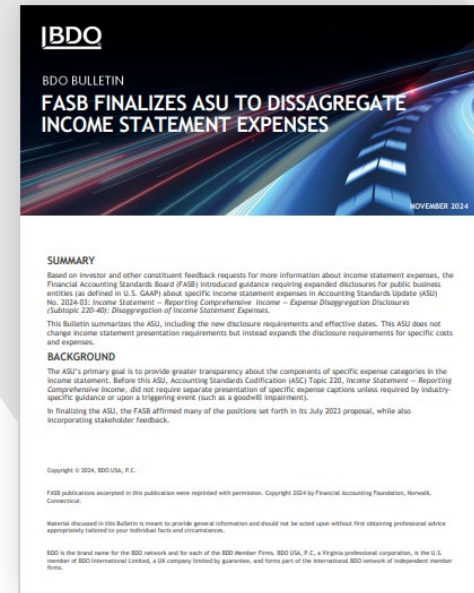 BDO
BDO BULLETIN
FASB FINALIZES ASU TO DISSAGREGATE
INCOME STATEMENT EXPENSES
NOVEMBER 2024
SUMMARY
Based on investor and other constituent feedback requests for more information about income statement expenses, the
Financial Accounting Standards Board (FASB) introduced guidance requiring expanded disclosures for public business
entities (as defined in U.S. GAAP) about specific income statement expenses in Accounting Standards Update (ASU)
No. 2024-03: Income Statement — Reporting Comprehensive Income — Expense Disaggregation Disclosures
(Subtopic 220-40): Disaggregation of Income Statement Expenses.
This Bulletin summarizes the ASU, including the new disclosure requirements and effective dates. This ASU does not
change income statement presentation requirements but instead expands the disclosure requirements for specific costs
and expenses.
BACKGROUND
The ASU's primary goal is to provide greater transparency about the components of specific expense categories in the
income statement. Before this ASU, Accounting Standards Codification (ASC) Topic 220, Income Statement — Reporting
Comprehensive Income, did not require separate presentation of specific expense captions unless required by industry-
specific guidance or upon a triggering event (such as a goodwill impairment).
In finalizing the ASU, the FASB affirmed many of the positions set forth in its July 2023 proposal, while also
incorporating stakeholder feedback.
Copyright © 2024, BDO USA, P.C.
FASB publications excerpted in this publication were reprinted with permission. Copyright 2024 by Financial Accounting Foundation, Norwalk,
Connecticut.
Material discussed in this Bulletin is meant to provide general information and should not be acted upon without first obtaining professional advice
appropriately tailored to your individual facts and circumstances.
BDO is the brand name for the BDO network and for each of the BDO Member Firms. BDO USA, P.C, a Virginia professional corporation, is the U.S.
member of BDO International Limited, a UK company limited by guarantee, and forms part of the international BDO network of independent member
firms.